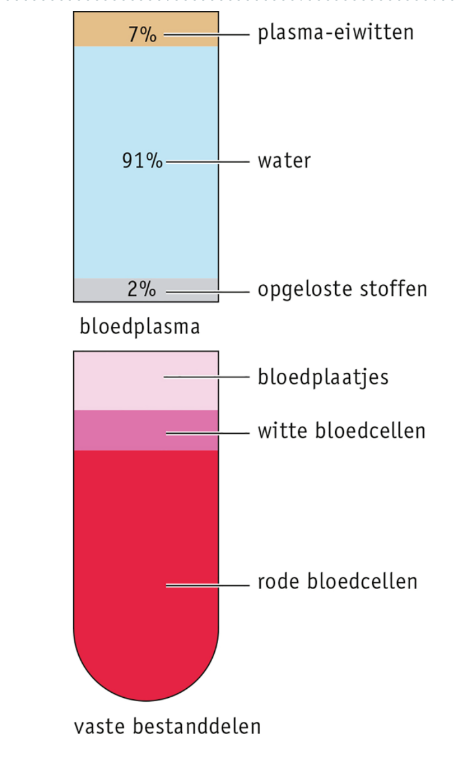 7%
plasma-eiwitten
91%
water
2%
opgeloste stoffen
bloedplasma
bloedplaatjes
witte bloedcellen
rode bloedcellen
vaste bestanddelen